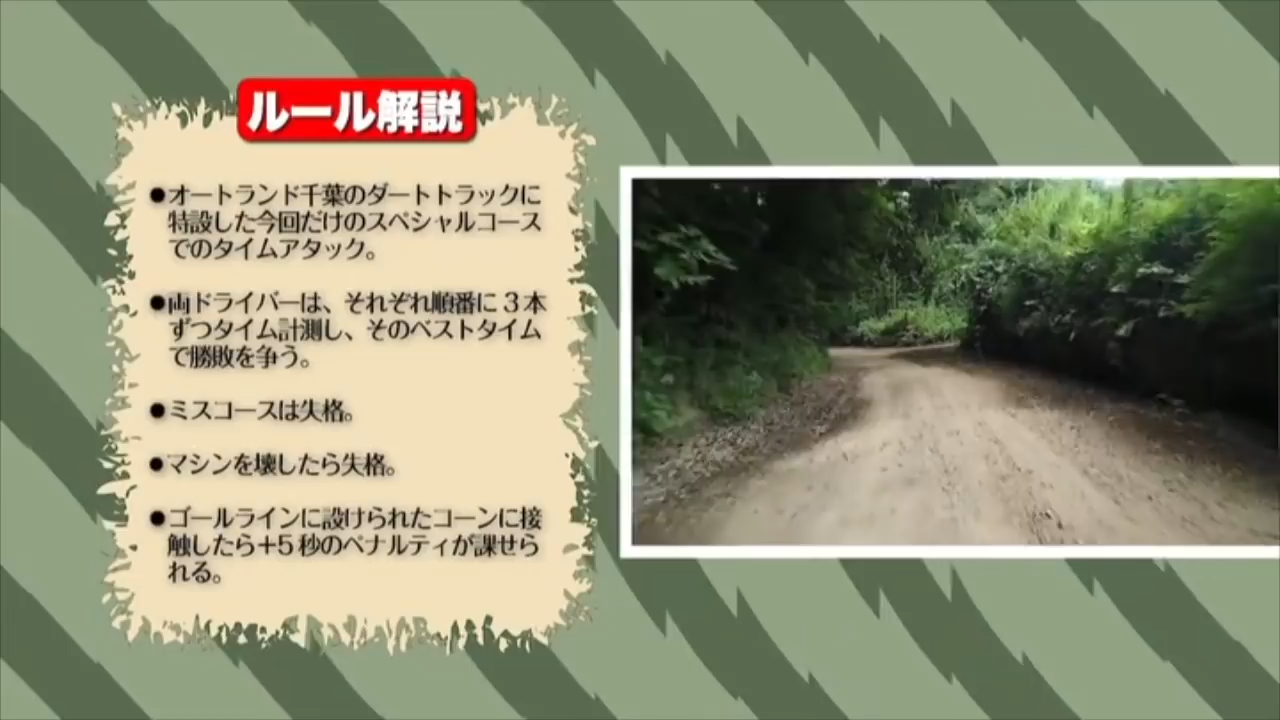 ルール解説
●オートランド千葉のダートトラックに
特設した今回だけのスペシャルコース
でのタイムアタック。
●両ドライバーは、それぞれ順番に３本
ずつタイム計測し、そのベストタイム
で勝敗を争う。
●ミスコースは失格。
●マシンを壊したら失格。
●ゴールラインに設けられたコーンに接
触したら＋５秒のペナルティが課せら
れる。